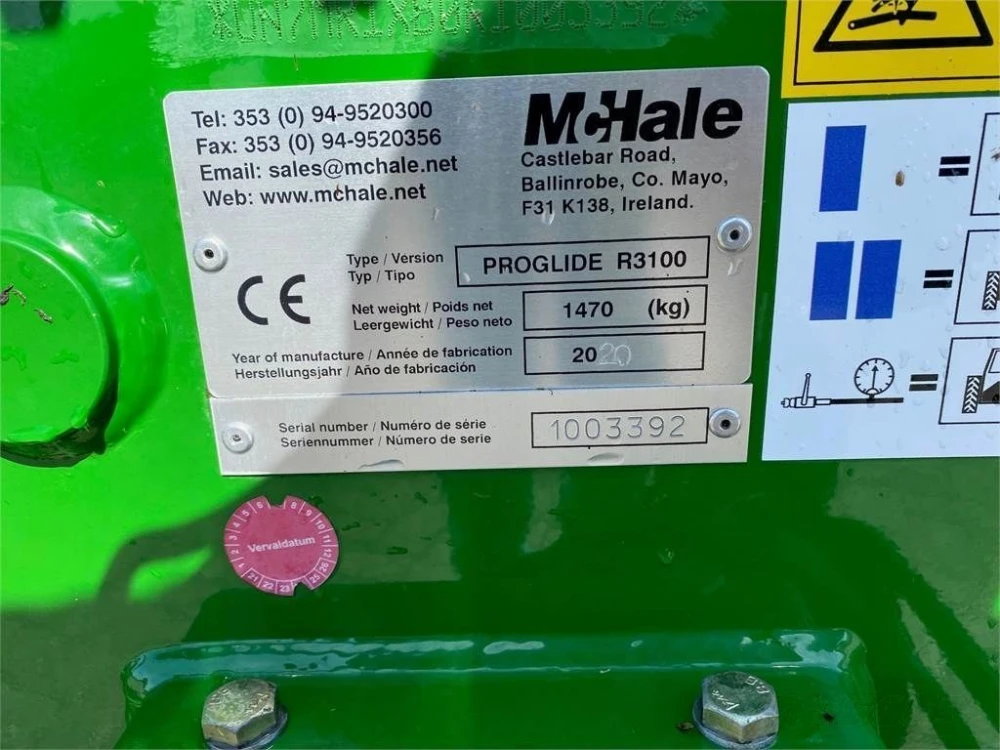 Tel: 353 (0) 94-9520300
Fax: 353 (0) 94-9520356
Email: sales@mchale.net
Web: www.mchale.net
McHale
Castlebar Road,
Ballinrobe, Co. Mayo,
F31 K138, Ireland.
CE
Type / Version
Typ / Tipo
PROGLIDE R3100
Net weight / Poids net
Leergewicht / Peso neto
1470 (kg)
Year of manufacture / Année de fabrication
Herstellungsjahr / Año de fabricación
2020
Serial number / Numéro de série
Seriennummer / Número de serie
1003392
Vervaldatum